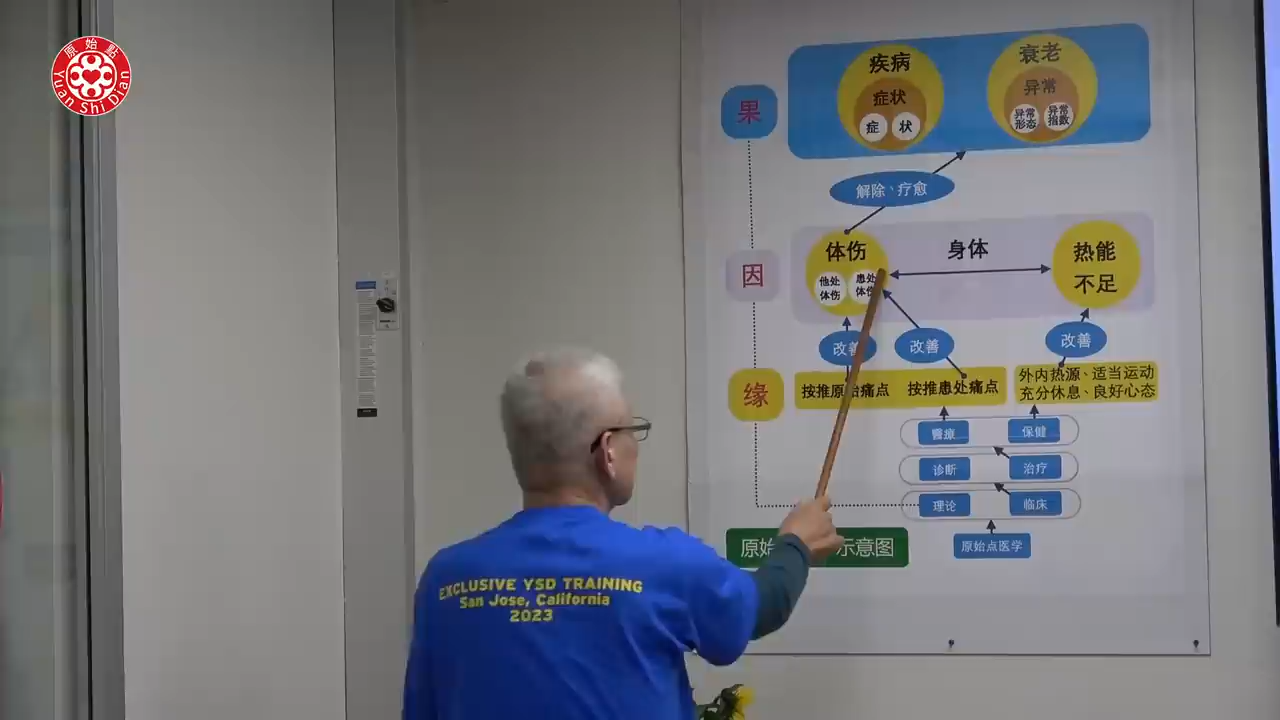 原始點
Yuan Shi Dian
果
疾病
症状
症
状
衰老
异常
异常
形态
异常
指数
解除、疗愈
因
体伤
他处
体伤
患处
体伤
身体
热能
不足
改善
改善
改善
缘
按推原始痛点
按推患处痛点
外内热源、适当运动
充分休息、良好心态
醫療
保健
诊断
治疗
理论
临床
原始点医学
原始
示意图
EXCLUSIVE YSD TRAINING
San Jose, California
2023